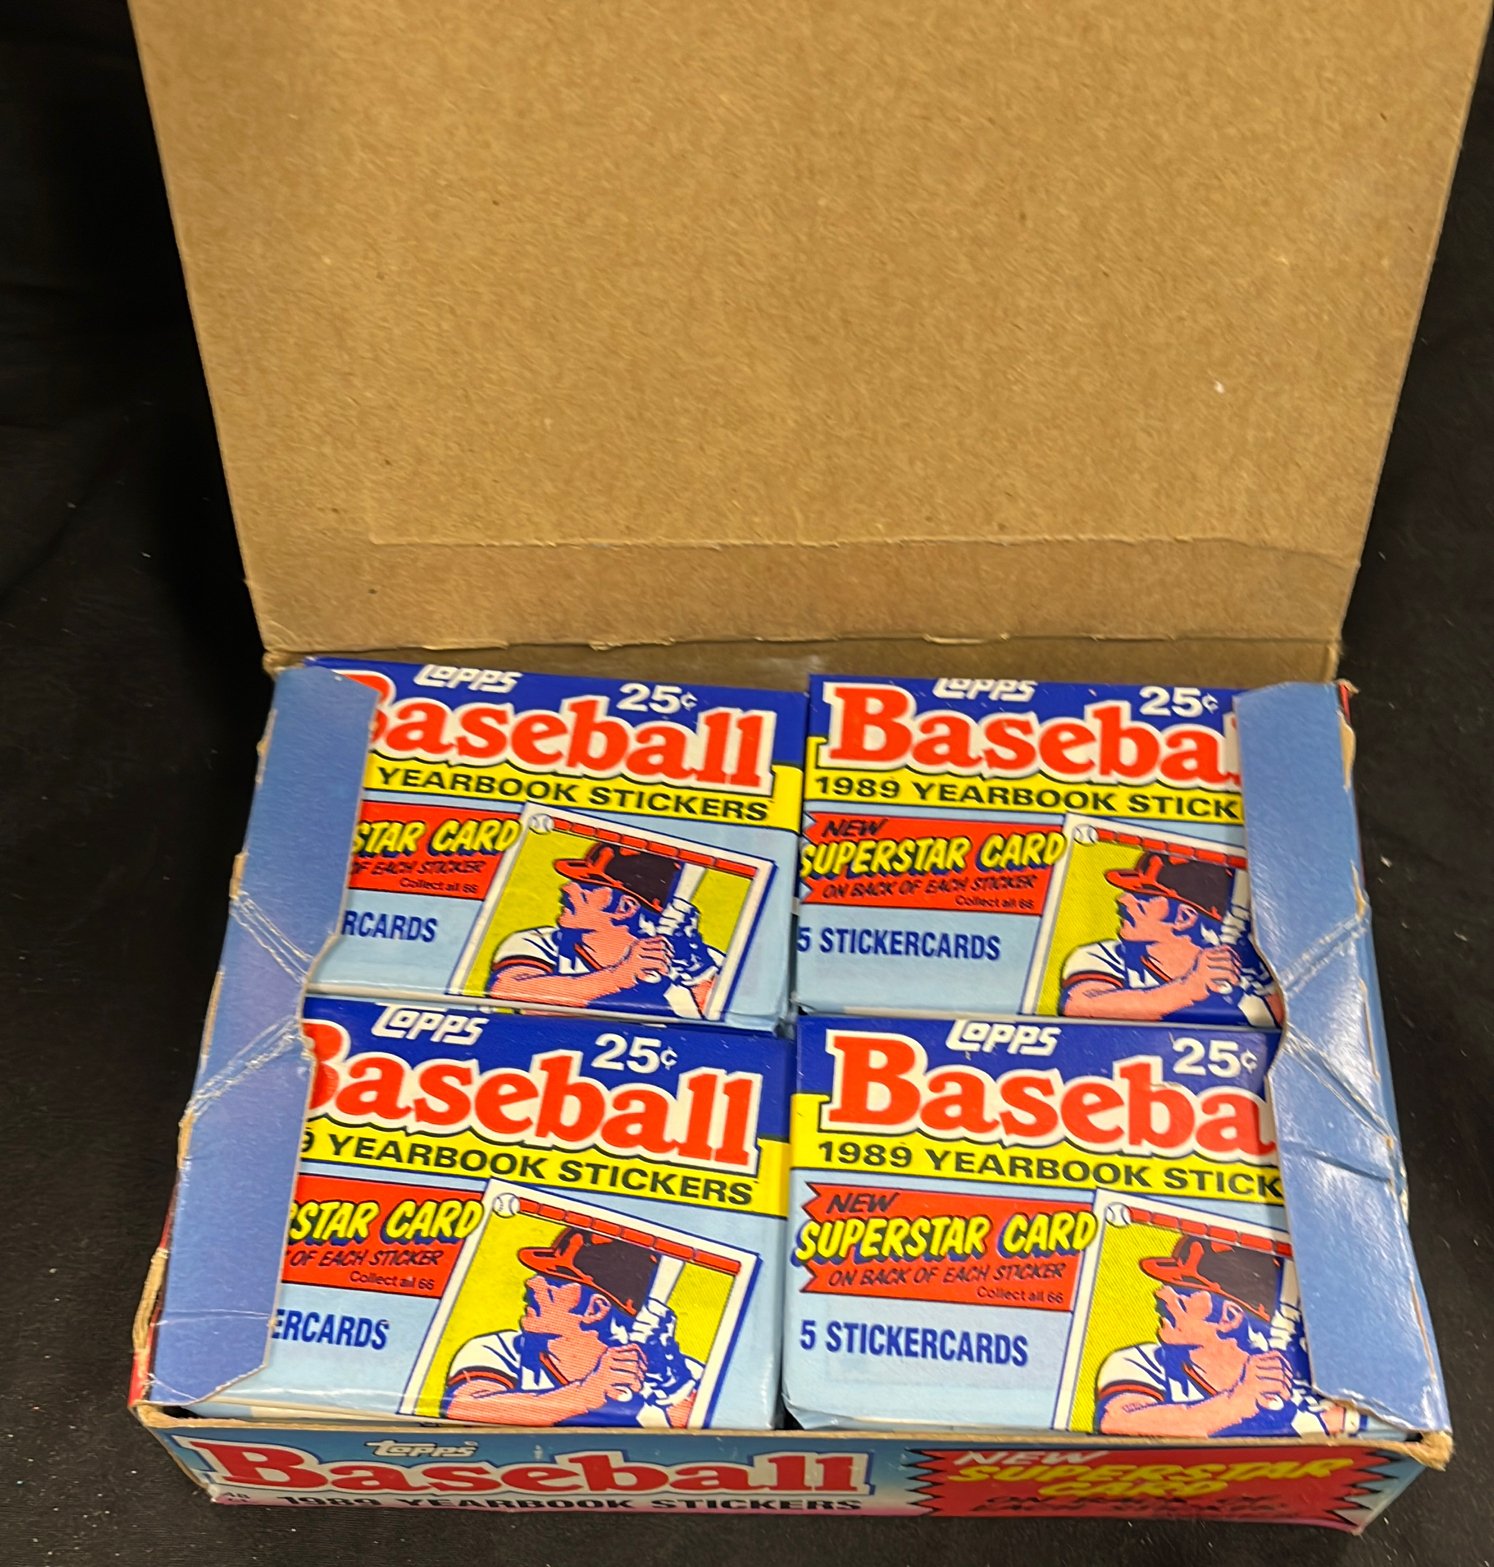 topps
25¢
Baseball
YEARBOOK STICKERS
STAR CARD
OF EACH STICKER
Collect all 66
RCARDS
topps
25¢
Baseba
1989 YEARBOOK STICK
NEW
SUPERSTAR CARD
ON BACK OF EACH STICKER
Collect all 66
5 STICKERCARDS
topps
25¢
Baseball
9 YEARBOOK STICKERS
STAR CARD
OF EACH STICKER
Collect all 66
ERCARDS
topps
25¢
Baseba
1989 YEARBOOK STICK
NEW
SUPERSTAR CARD
ON BACK OF EACH STICKER
Collect all 66
5 STICKERCARDS
topps
Baseball
1989 YEARBOOK STICKERS
NEW
SUPERSTAR
CARD